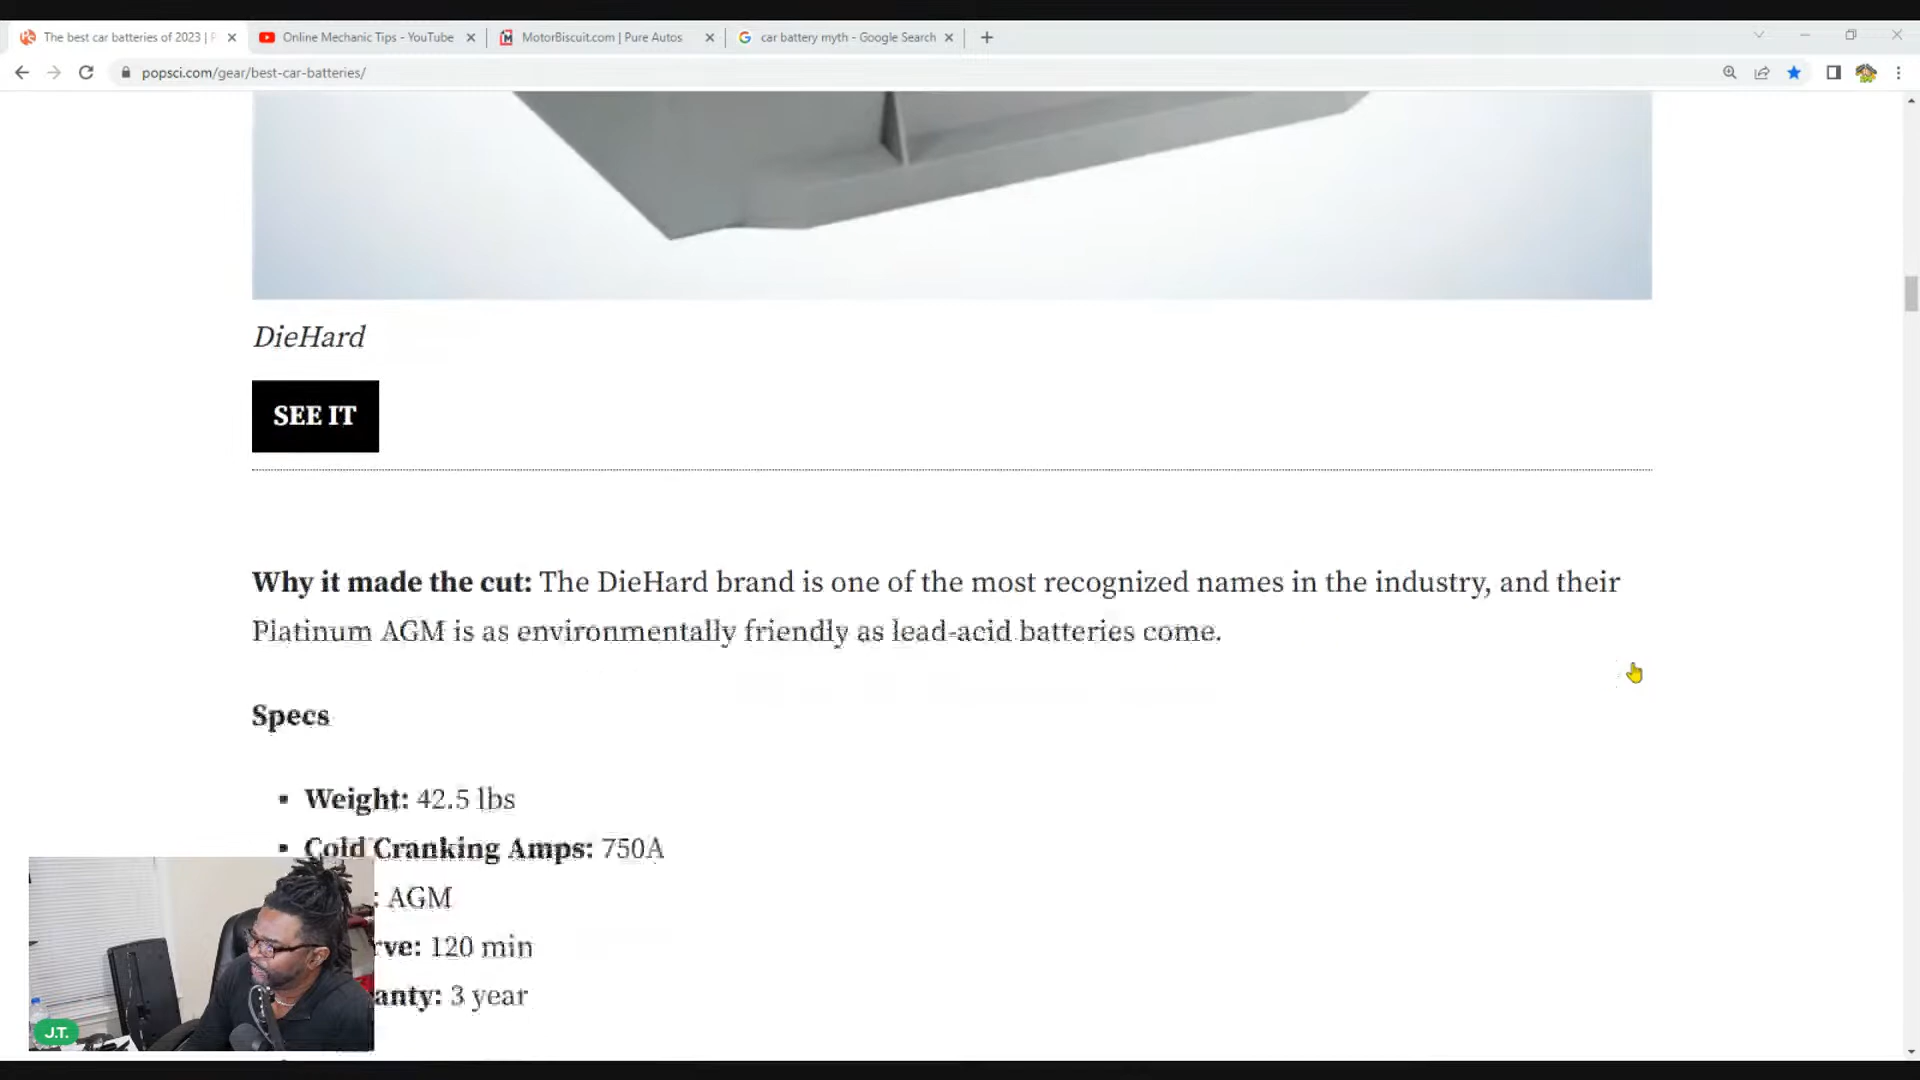 The best car batteries of 2023 | P
Online Mechanic Tips - YouTube
MotorBiscuit.com | Pure Autos
car battery myth - Google Search
popsci.com/gear/best-car-batteries/
DieHard
SEE IT
Why it made the cut: The DieHard brand is one of the most recognized names in the industry, and their
Platinum AGM is as environmentally friendly as lead-acid batteries come.
Specs
▪ Weight: 42.5 lbs
▪ Cold Cranking Amps: 750A
: AGM
rve: 120 min
anty: 3 year
J.T.